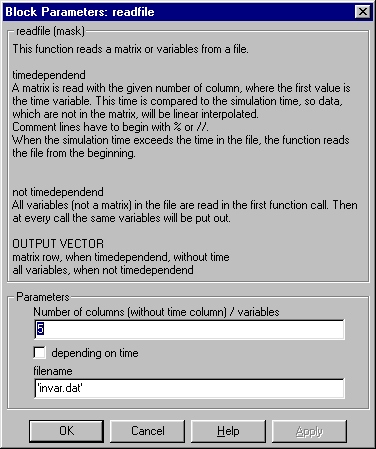 Block Parameters: readfile
readfile (mask)
This function reads a matrix or variables from a file.
timedependend
A matrix is read with the given number of column, where the first value is
the time variable. This time is compared to the simulation time, so data,
which are not in the matrix, will be linear interpolated.
Comment lines have to begin with % or //.
When the simulation time exceeds the time in the file, the function reads
the file from the beginning.
not timedependend
All variables (not a matrix) in the file are read in the first function call. Then
at every call the same variables will be put out.
OUTPUT VECTOR
matrix row, when timedependend, without time
all variables, when not timedependend
Parameters
Number of columns (without time column) / variables
5
depending on time
filename
'invar.dat'
OK Cancel Help Apply